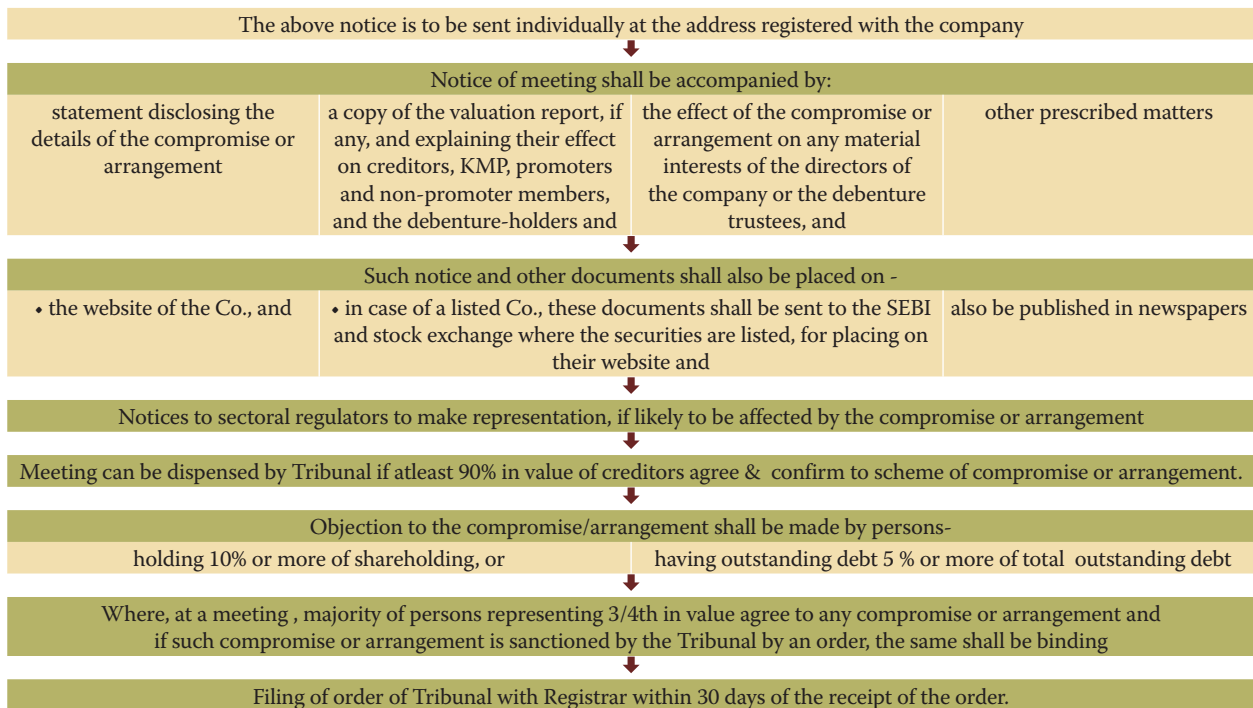 The above notice is to be sent individually at the address registered with the company
Notice of meeting shall be accompanied by:
statement disclosing the
details of the compromise or
arrangement
a copy of the valuation report, if
any, and explaining their effect
on creditors, KMP, promoters
and non-promoter members,
and the debenture-holders and
the effect of the compromise or
arrangement on any material
interests of the directors of
the company or the debenture
trustees, and
other prescribed matters
Such notice and other documents shall also be placed on -
• the website of the Co., and
• in case of a listed Co., these documents shall be sent to the SEBI
and stock exchange where the securities are listed, for placing on
their website and
also be published in newspapers
Notices to sectoral regulators to make representation, if likely to be affected by the compromise or arrangement
Meeting can be dispensed by Tribunal if atleast 90% in value of creditors agree & confirm to scheme of compromise or arrangement.
Objection to the compromise/arrangement shall be made by persons-
holding 10% or more of shareholding, or
having outstanding debt 5 % or more of total outstanding debt
Where, at a meeting , majority of persons representing 3/4th in value agree to any compromise or arrangement and
if such compromise or arrangement is sanctioned by the Tribunal by an order, the same shall be binding
Filing of order of Tribunal with Registrar within 30 days of the receipt of the order.